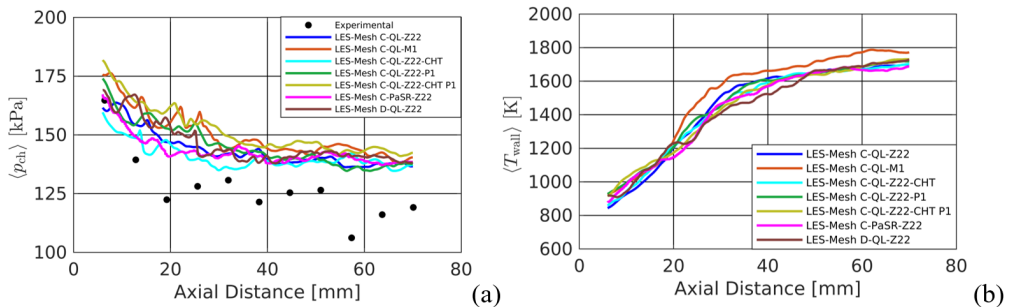 200
175
150
125
100
⟨p_ch⟩ [kPa]
0 20 40 60 80
Axial Distance [mm]
Experimental
LES-Mesh C-QL-Z22
LES-Mesh C-QL-M1
LES-Mesh C-QL-Z22-CHT
LES-Mesh C-QL-Z22-P1
LES-Mesh C-QL-Z22-CHT P1
LES-Mesh C-PaSR-Z22
LES-Mesh D-QL-Z22
(a)
2000
1800
1600
1400
1200
1000
800
600
⟨T_wall⟩ [K]
0 20 40 60 80
Axial Distance [mm]
LES-Mesh C-QL-Z22
LES-Mesh C-QL-M1
LES-Mesh C-QL-Z22-CHT
LES-Mesh C-QL-Z22-P1
LES-Mesh C-QL-Z22-CHT P1
LES-Mesh C-PaSR-Z22
LES-Mesh D-QL-Z22
(b)